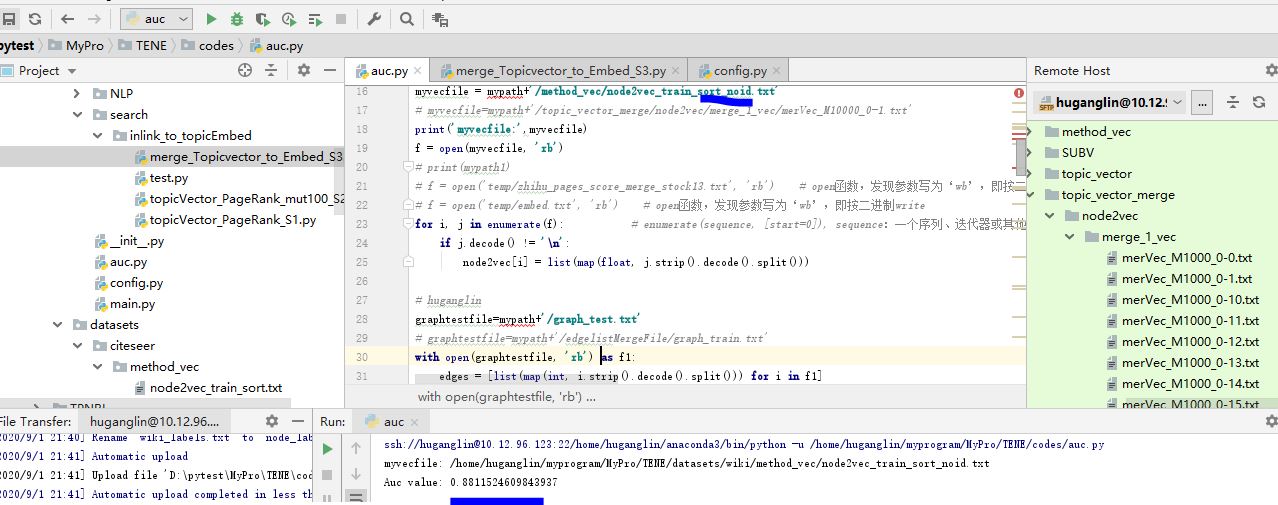 auc
pytest MyPro TENE codes auc.py
Project
auc.py merge_Topicvector_to_Embed_S3.py config.py
Remote Host
NLP
search
inlink_to_topicEmbed
merge_Topicvector_to_Embed_S3
test.py
topicVector_PageRank_mut100_S2
topicVector_PageRank_S1.py
__init__.py
auc.py
config.py
main.py
datasets
citeseer
method_vec
node2vec_train_sort.txt
16 myvecfile = mypath+'/method_vec/node2vec_train_sort_noid.txt'
17 # myvecfile=mypath+'/topic_vector_merge/node2vec/merge_1_vec/merVec_M10000_0-1.txt'
18 print('myvecfile:',myvecfile)
19 f = open(myvecfile, 'rb')
20 # print(mypath1)
21 # f = open('temp/zhihu_pages_score_merge_stock13.txt', 'rb') # open函数，发现参数写为‘wb’，即按二
22 # f = open('temp/embed.txt', 'rb') # open函数，发现参数写为‘wb’，即按二进制write
23 for i, j in enumerate(f): # enumerate(sequence, [start=0]), sequence: 一个序列、迭代器或其他
24 if j.decode() != '\n':
25 node2vec[i] = list(map(float, j.strip().decode().split()))
26
27 # huganglin
28 graphtestfile=mypath+'/graph_test.txt'
29 # graphtestfile=mypath+'/edgelistMergeFile/graph_train.txt'
30 with open(graphtestfile, 'rb') as f1:
31 edges = [list(map(int, i.strip().decode().split())) for i in f1]
with open(graphtestfile, 'rb') ...
huganglin@10.12.9 ...
method_vec
SUBV
topic_vector
topic_vector_merge
node2vec
merge_1_vec
merVec_M1000_0-0.txt
merVec_M1000_0-1.txt
merVec_M1000_0-10.txt
merVec_M1000_0-11.txt
merVec_M1000_0-12.txt
merVec_M1000_0-13.txt
merVec_M1000_0-14.txt
merVec_M1000_0-15.txt
File Transfer: huganglin@10.12.96....
2020/9/1 21:40] Rename wiki_labels.txt to node_lab
2020/9/1 21:41] Automatic upload
2020/9/1 21:41] Upload file 'D:\pytest\MyPro\TENE\cod
2020/9/1 21:41] Automatic upload completed in less th
Run: auc
ssh://huganglin@10.12.96.123:22/home/huganglin/anaconda3/bin/python -u /home/huganglin/myprogram/MyPro/TENE/codes/auc.py
myvecfile: /home/huganglin/myprogram/MyPro/TENE/datasets/wiki/method_vec/node2vec_train_sort_noid.txt
Auc value: 0.8811524609843937